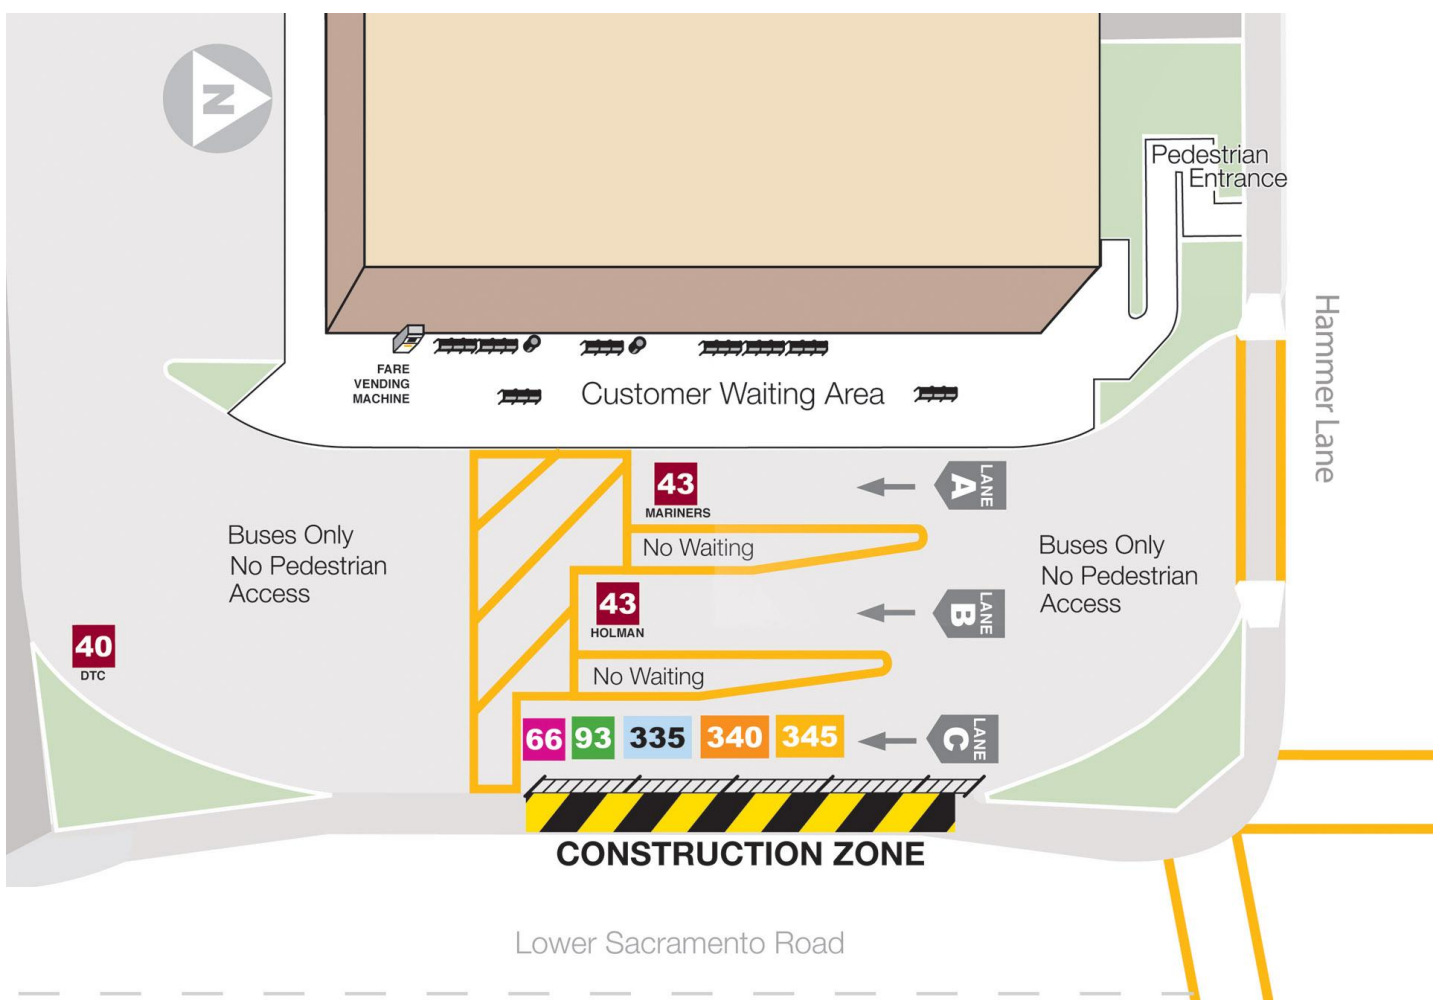 N
Pedestrian
Entrance
Hammer Lane
FARE
VENDING
MACHINE
Customer Waiting Area
43
MARINERS
LANE
A
No Waiting
Buses Only
No Pedestrian
Access
Buses Only
No Pedestrian
Access
43
HOLMAN
LANE
B
40
DTC
No Waiting
66
93
335
340
345
LANE
C
CONSTRUCTION ZONE
Lower Sacramento Road